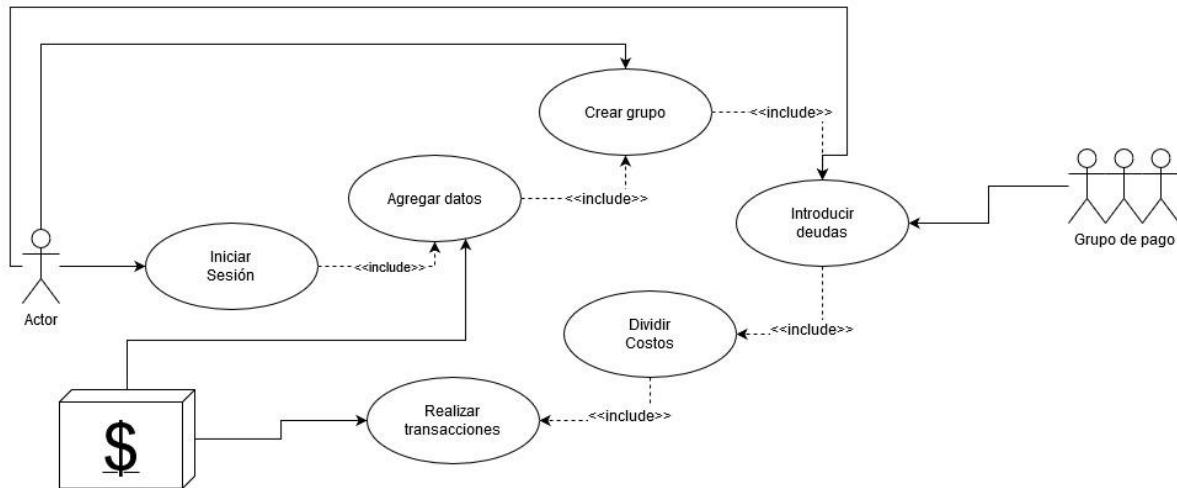 Crear grupo
<<include>>
Agregar datos
<<include>>
Introducir
deudas
Grupo de pago
Iniciar
Sesión
<<include>>
Actor
Dividir
Costos
<<include>>
Realizar
transacciones
<<include>>
$